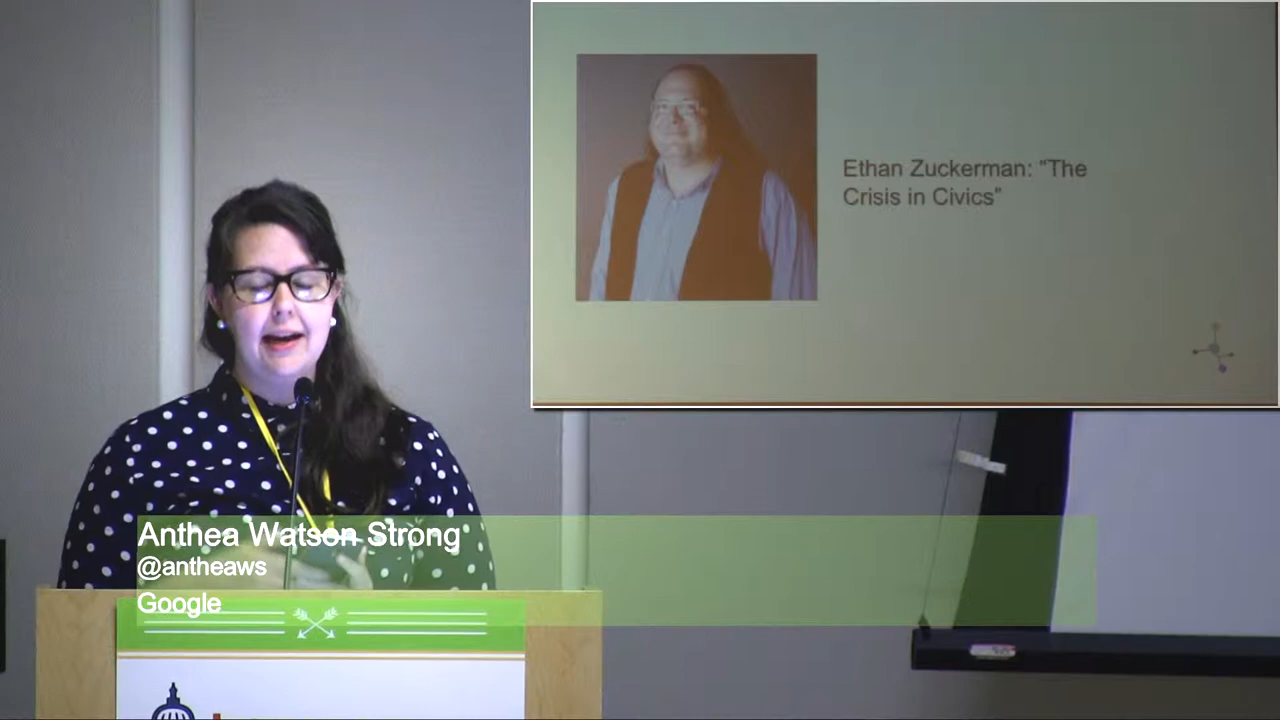 Ethan Zuckerman: “The
Crisis in Civics”
Anthea Watson Strong
@antheaws
Google